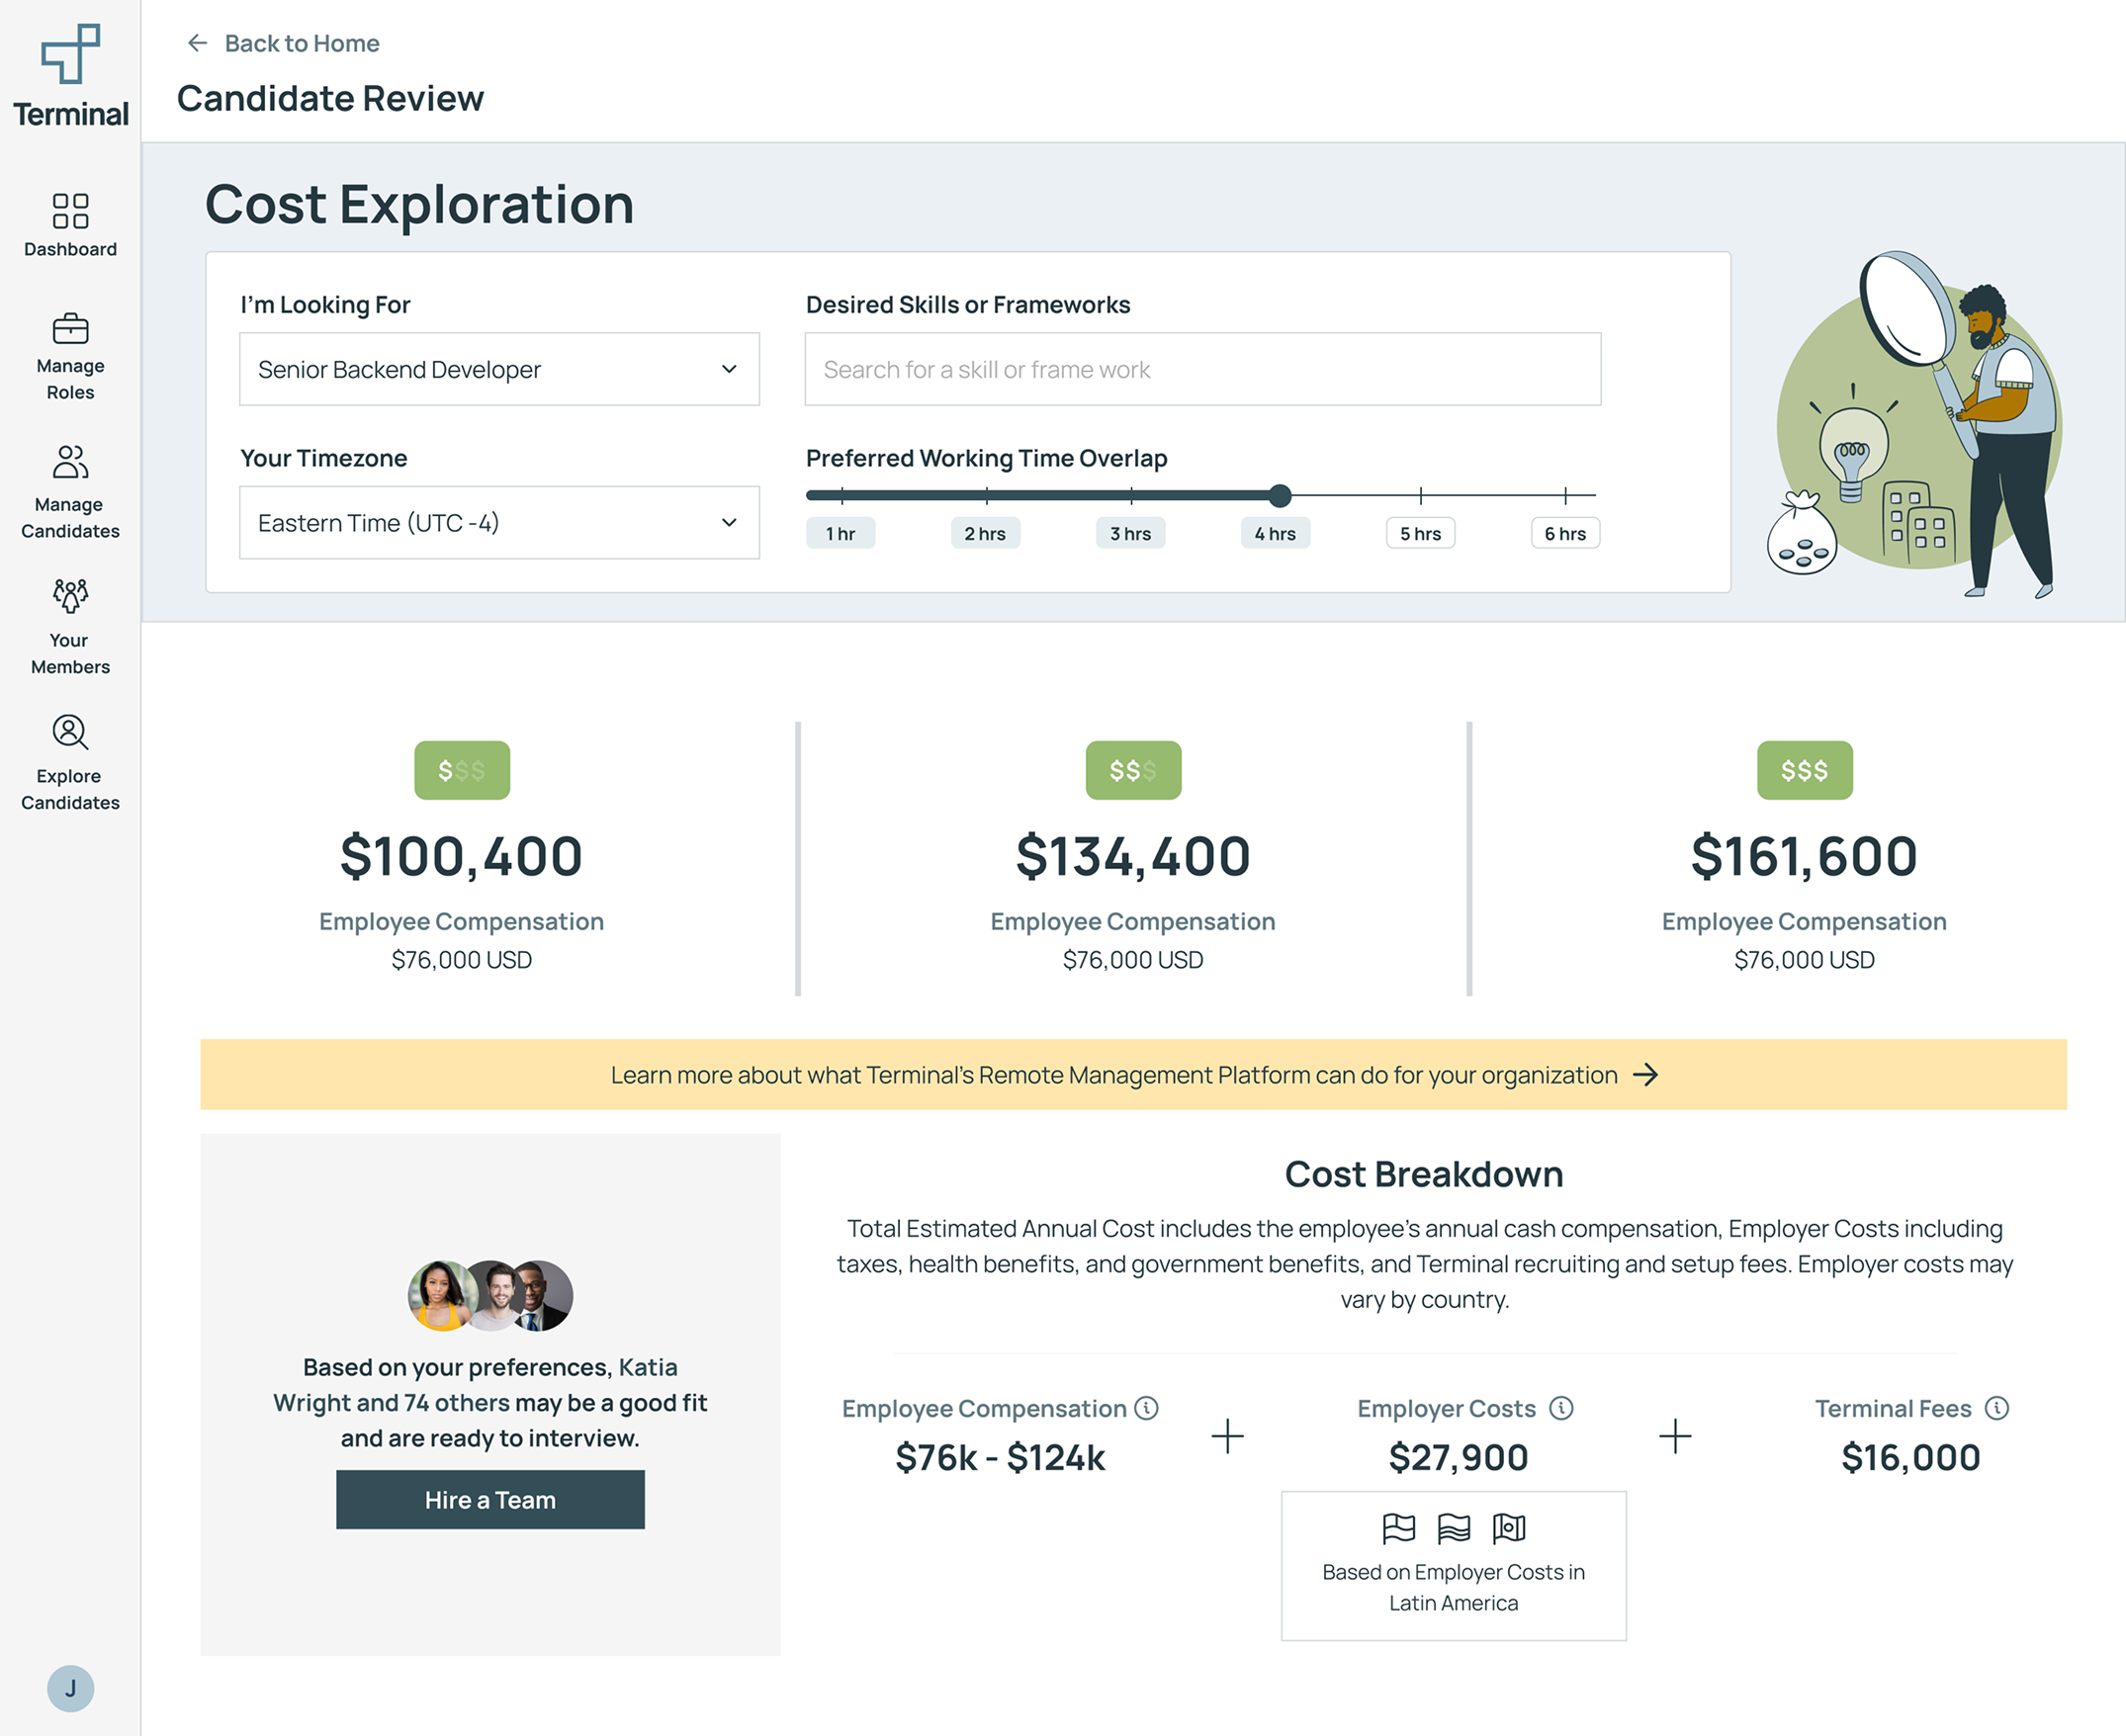 Terminal
Dashboard
Manage
Roles
Manage
Candidates
Your
Members
Explore
Candidates
J
Back to Home
Candidate Review
Cost Exploration
I'm Looking For
Senior Backend Developer
Desired Skills or Frameworks
Search for a skill or frame work
Your Timezone
Eastern Time (UTC -4)
Preferred Working Time Overlap
1 hr
2 hrs
3 hrs
4 hrs
5 hrs
6 hrs
$$$
$100,400
Employee Compensation
$76,000 USD
$$$
$134,400
Employee Compensation
$76,000 USD
$$$
$161,600
Employee Compensation
$76,000 USD
Learn more about what Terminal's Remote Management Platform can do for your organization
Based on your preferences, Katia
Wright and 74 others may be a good fit
and are ready to interview.
Hire a Team
Cost Breakdown
Total Estimated Annual Cost includes the employee's annual cash compensation, Employer Costs including
taxes, health benefits, and government benefits, and Terminal recruiting and setup fees. Employer costs may
vary by country.
Employee Compensation
$76k - $124k
+
Employer Costs
$27,900
Based on Employer Costs in
Latin America
+
Terminal Fees
$16,000